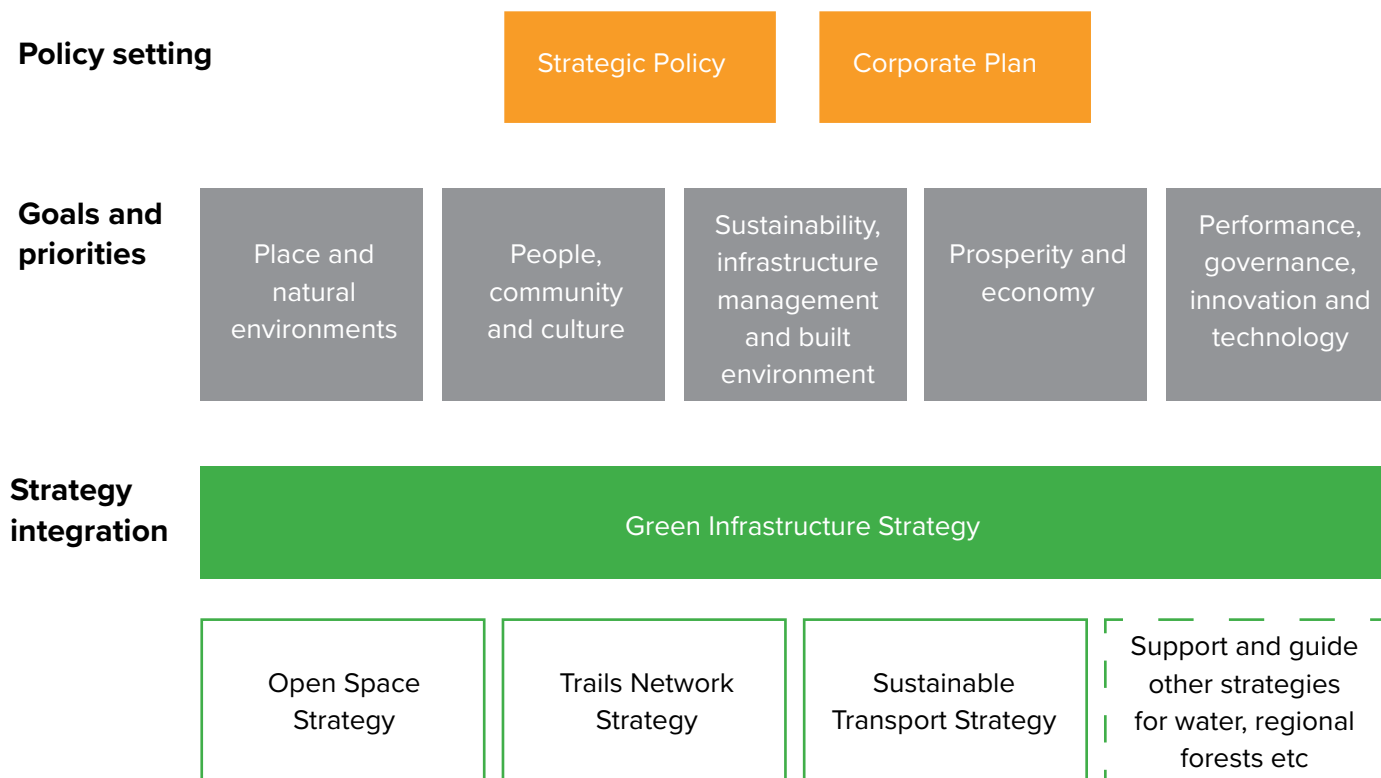 Policy setting
Strategic Policy
Corporate Plan
Goals and
priorities
Place and
natural
environments
People,
community
and culture
Sustainability,
infrastructure
management
and built
environment
Prosperity and
economy
Performance,
governance,
innovation and
technology
Strategy
integration
Green Infrastructure Strategy
Open Space
Strategy
Trails Network
Strategy
Sustainable
Transport Strategy
Support and guide
other strategies
for water, regional
forests etc